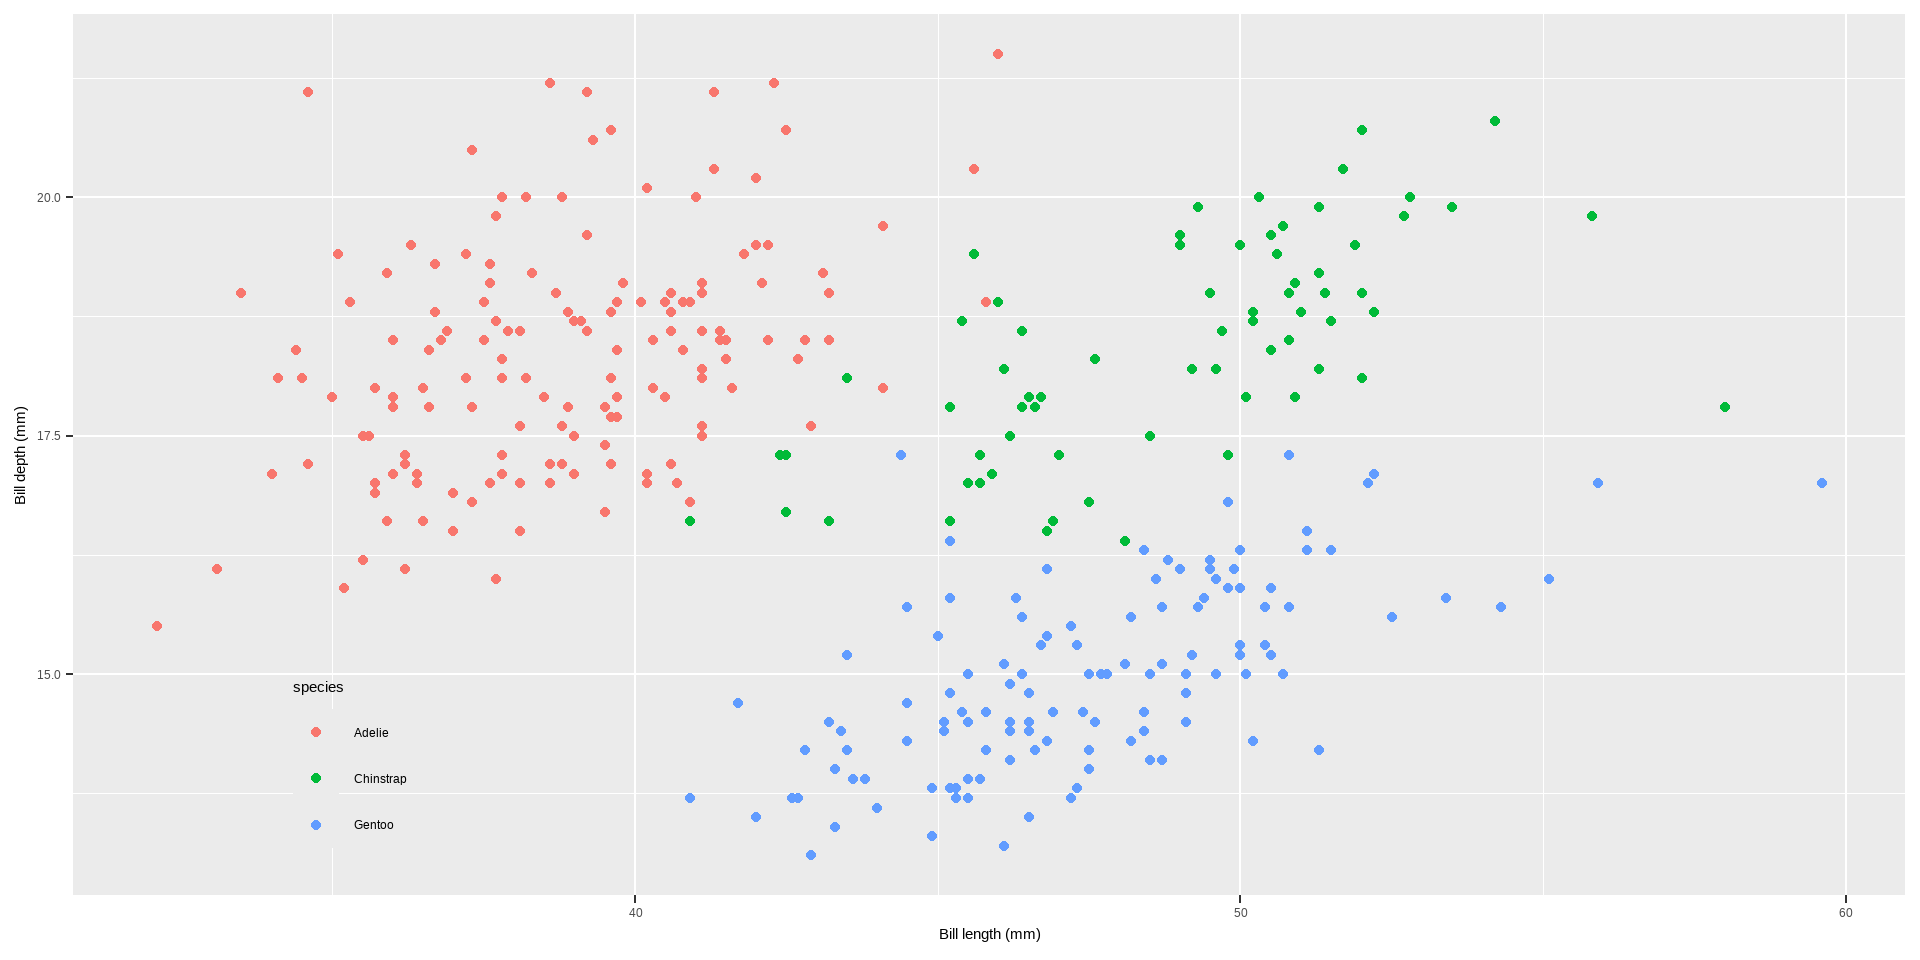 20.0
17.5
15.0
Bill depth (mm)
species
Adelie
Chinstrap
Gentoo
40
50
60
Bill length (mm)